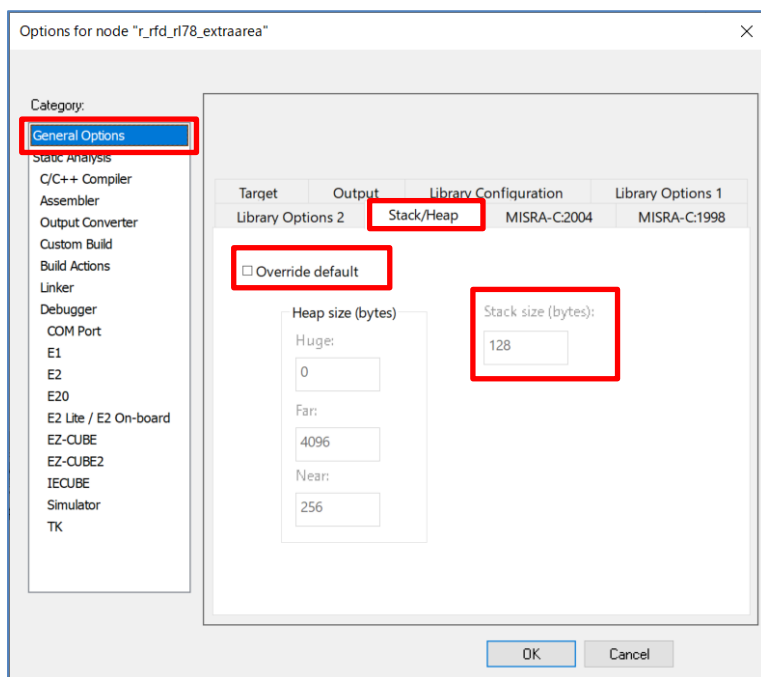 Options for node "r_rfd_rl78_extraarea"
Category:
General Options
Static Analysis
C/C++ Compiler
Assembler
Output Converter
Custom Build
Build Actions
Linker
Debugger
COM Port
E1
E2
E20
E2 Lite / E2 On-board
EZ-CUBE
EZ-CUBE2
IECUBE
Simulator
TK
Target Output Library Configuration Library Options 1
Library Options 2 Stack/Heap MISRA-C:2004 MISRA-C:1998
Override default
Heap size (bytes)
Huge:
0
Far:
4096
Near:
256
Stack size (bytes):
128
OK Cancel